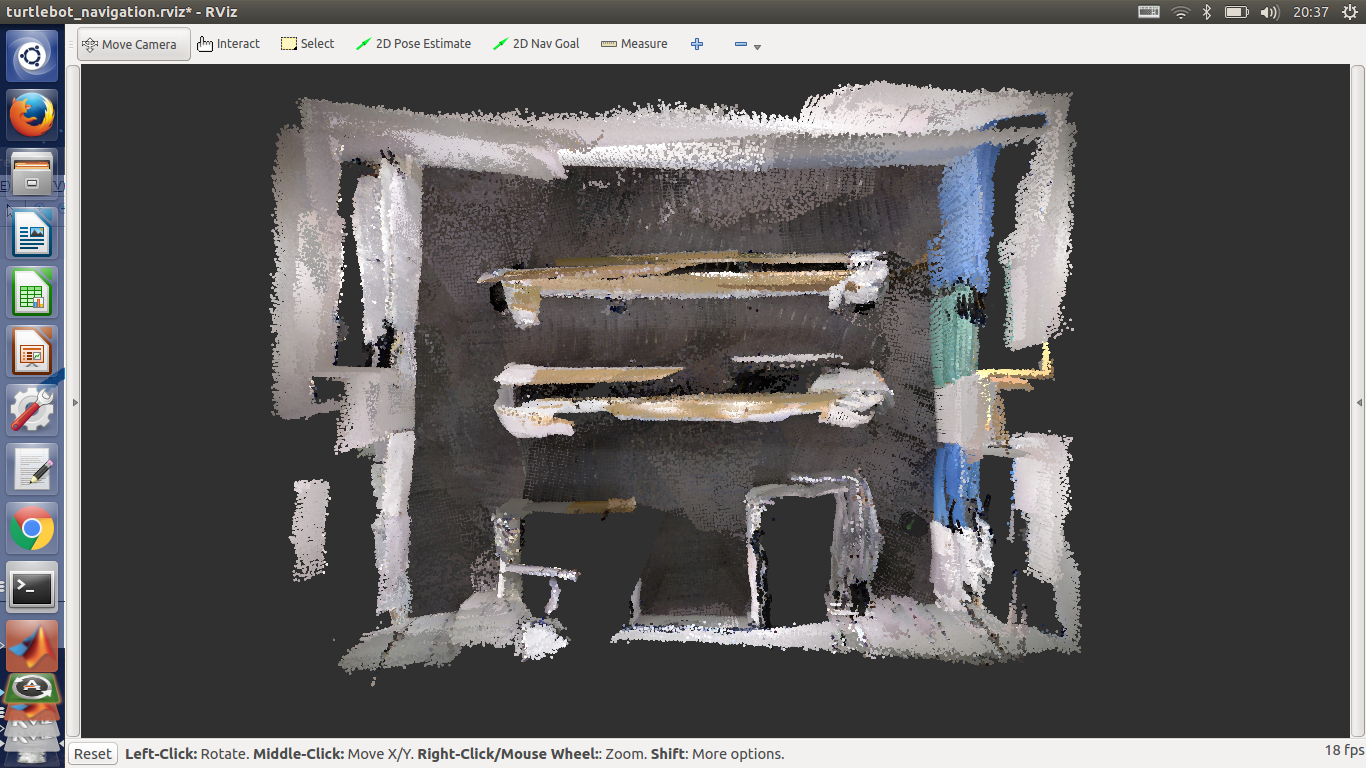 turtlebot_navigation.rviz* - RViz
20:37
Move Camera
Interact
Select
2D Pose Estimate
2D Nav Goal
Measure
Reset
Left-Click: Rotate. Middle-Click: Move X/Y. Right-Click/Mouse Wheel:: Zoom. Shift: More options.
18 fps